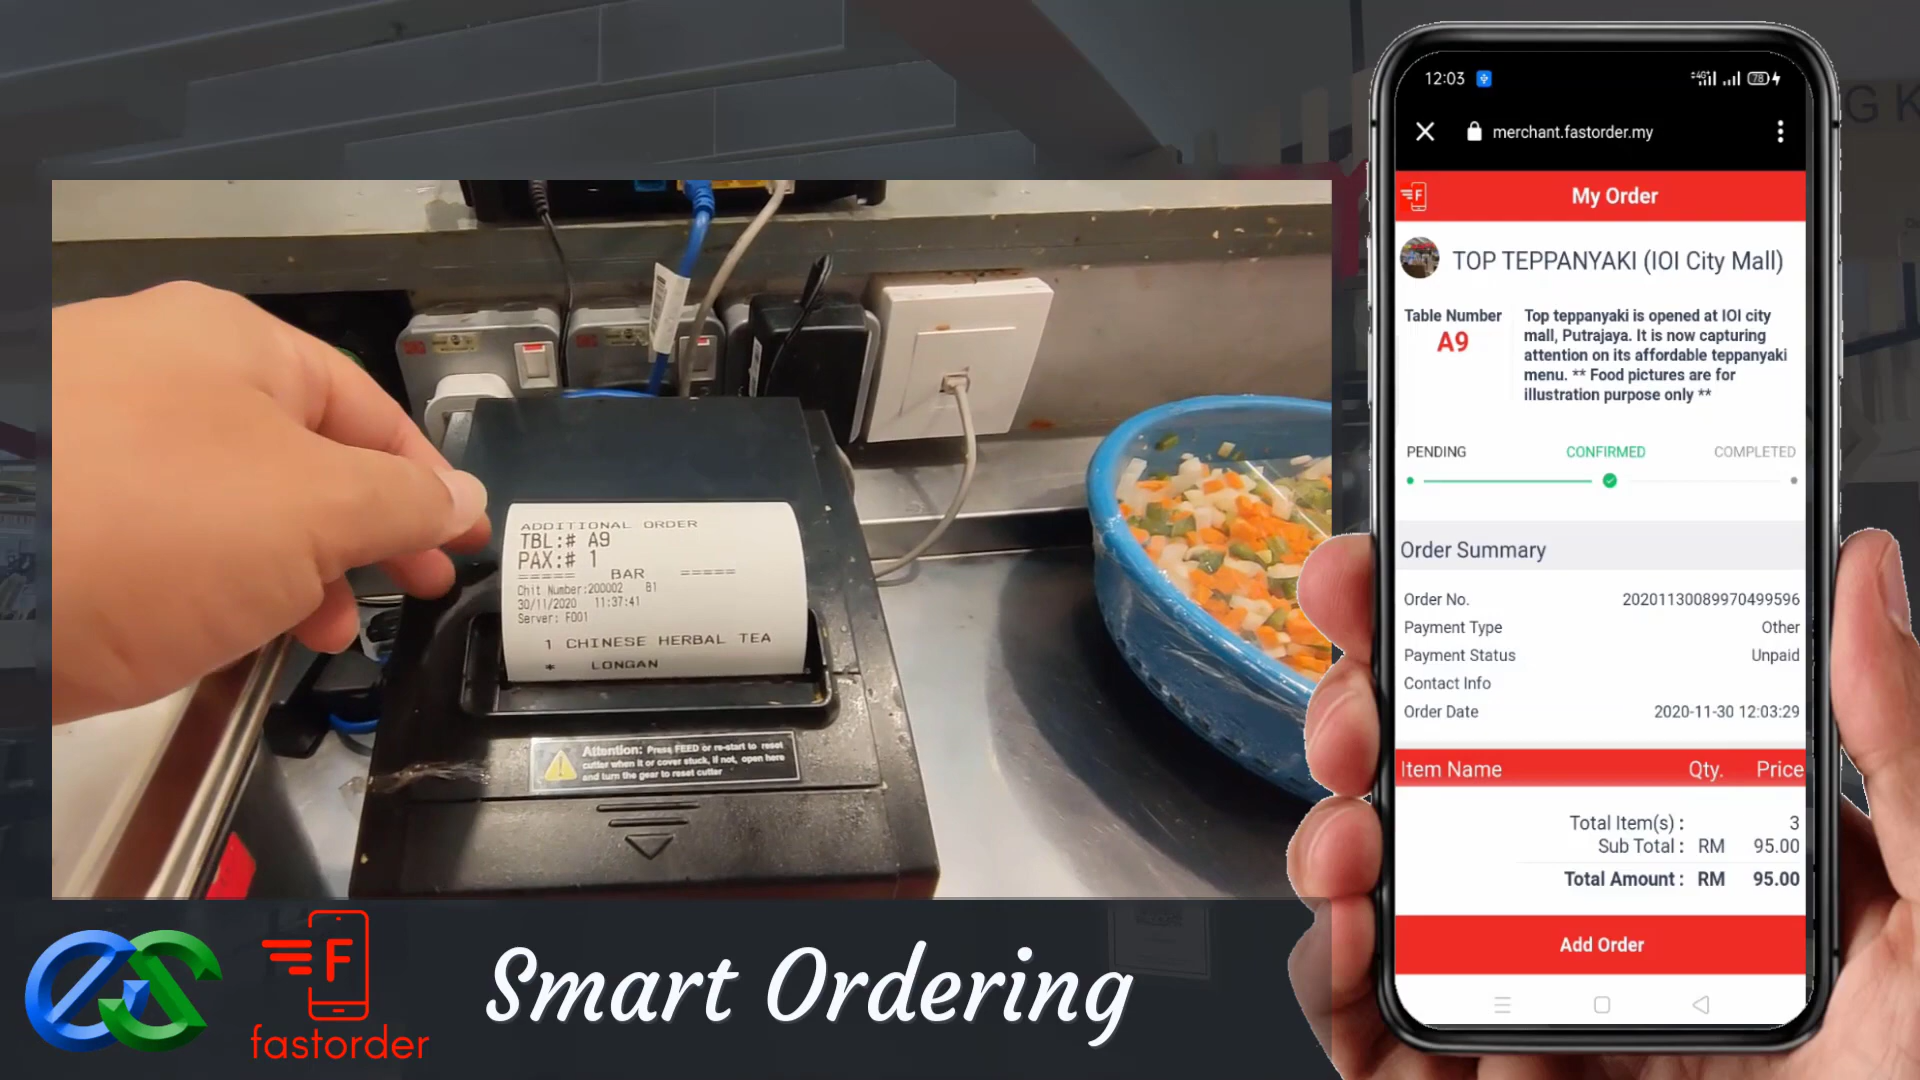 ADDITIONAL ORDER
TBL:# A9
PAX:# 1
===== BAR =====
Chit Number:200002 B1
30/11/2020 11:37:41
Server: F001
1 CHINESE HERBAL TEA
* LONGAN
Attention: Press FEED or re-start to reset
cutter when it or cover stuck, if not, open here
and turn the gear to reset cutter
F
fastorder
Smart Ordering
12:03
4G+
78
merchant.fastorder.my
F
My Order
TOP TEPPANYAKI (IOI City Mall)
Table Number
A9
Top teppanyaki is opened at IOI city
mall, Putrajaya. It is now capturing
attention on its affordable teppanyaki
menu. ** Food pictures are for
illustration purpose only **
PENDING CONFIRMED COMPLETED
Order Summary
Order No. 20201130089970499596
Payment Type Other
Payment Status Unpaid
Contact Info
Order Date 2020-11-30 12:03:29
Item Name Qty. Price
Total Item(s) : 3
Sub Total : RM 95.00
Total Amount : RM 95.00
Add Order